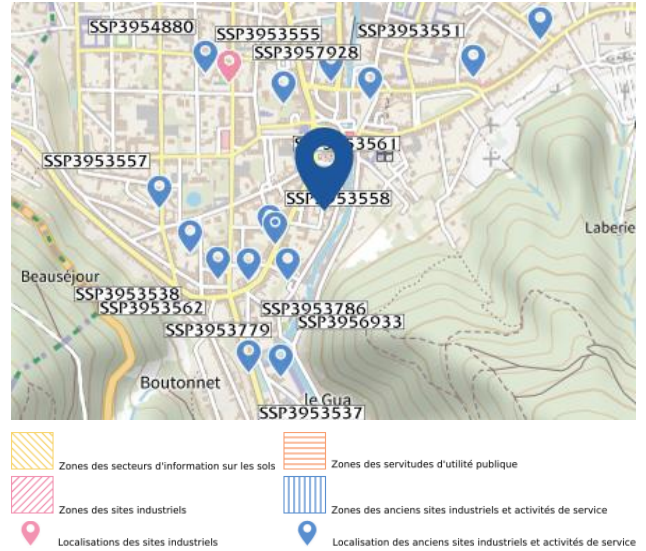 SSP3954880
SSP3953555
SSP3957928
SSP3953551
SSP3953561
SSP3953557
SSP3953558
Laberie
Beauséjour
SSP3953538
SSP3953562
SSP3953786
SSP3956933
SSP3953779
Boutonnet
le Gua
SSP3953537
Zones des secteurs d'information sur les sols
Zones des servitudes d'utilité publique
Zones des sites industriels
Zones des anciens sites industriels et activités de service
Localisations des sites industriels
Localisation des anciens sites industriels et activités de service